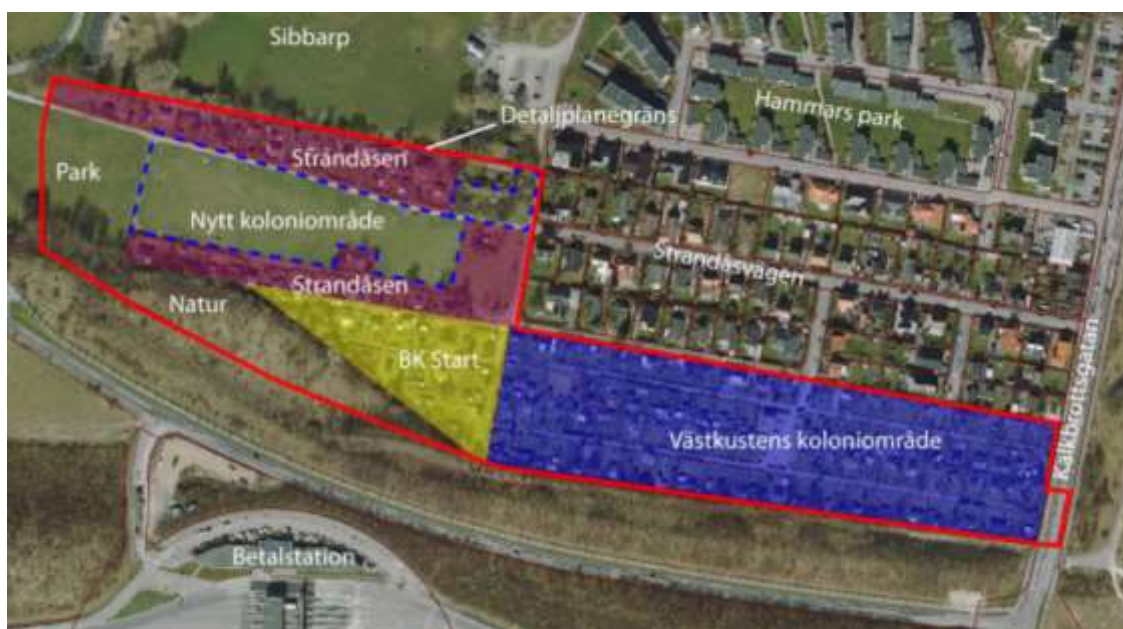 Sibbarp
Detaljplanegräns
Hammars park
Strandåsen
Park
Nytt koloniområde
Strandåsvägen
Strandåsen
Natur
BK Start
Kalkbrottsgatan
Västkustens koloniområde
Betalstation